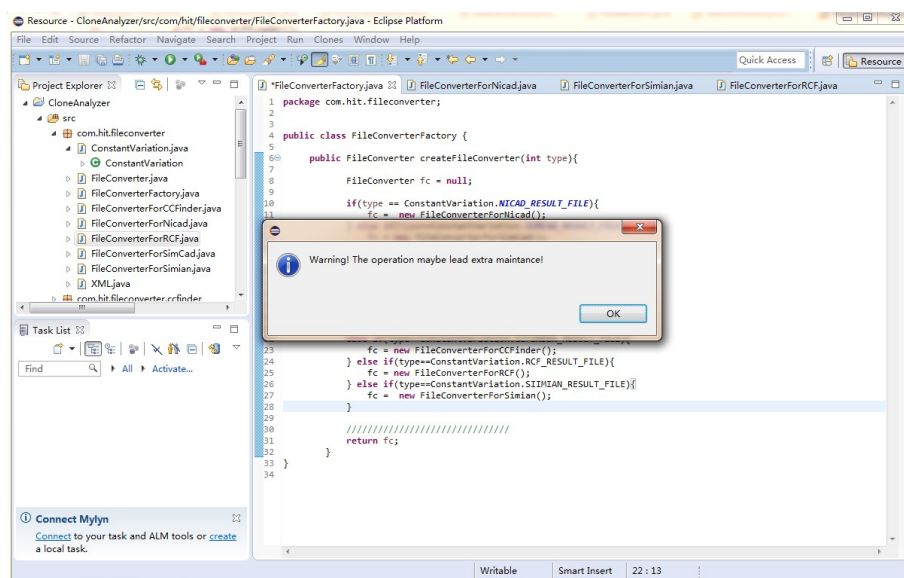 Resource - CloneAnalyzer/src/com/hit/fileconverter/FileConverterFactory.java - Eclipse Platform
File Edit Source Refactor Navigate Search Project Run Clones Window Help
Quick Access
Resource
Project Explorer
CloneAnalyzer
src
com.hit.fileconverter
ConstantVariation.java
ConstantVariation
FileConverter.java
FileConverterFactory.java
FileConverterForCCFinder.java
FileConverterForNicad.java
FileConverterForRCF.java
FileConverterForSimCad.java
FileConverterForSimian.java
XML.java
com.hit.fileconverter.ccfinder
Task List
Find All Activate...
Connect Mylyn
Connect to your task and ALM tools or create
a local task.
*FileConverterFactory.java FileConverterForNicad.java FileConverterForSimian.java FileConverterForRCF.java
1 package com.hit.fileconverter;
2
3
4 public class FileConverterFactory {
5
6 public FileConverter createFileConverter(int type){
7
8 FileConverter fc = null;
9
10 if(type == ConstantVariation.NICAD_RESULT_FILE){
11 fc = new FileConverterForNicad();
Warning! The operation maybe lead extra maintance!
OK
23 fc = new FileConverterForCCFinder();
24 } else if(type==ConstantVariation.RCF_RESULT_FILE){
25 fc = new FileConverterForRCF();
26 } else if(type==ConstantVariation.SIIMIAN_RESULT_FILE){
27 fc = new FileConverterForSimian();
28 }
29
30 ///////////////////////////////
31 return fc;
32 }
33 }
34
Writable Smart Insert 22 : 13